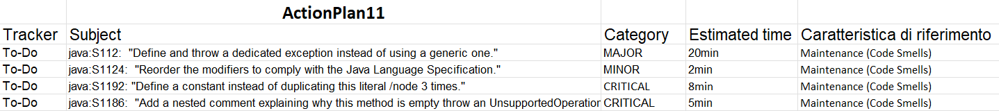 ActionPlan11
Tracker Subject Category Estimated time Caratteristica di riferimento
To-Do java:S112: "Define and throw a dedicated exception instead of using a generic one." MAJOR 20min Maintenance (Code Smells)
To-Do java:S1124: "Reorder the modifiers to comply with the Java Language Specification." MINOR 2min Maintenance (Code Smells)
To-Do java:S1192: "Define a constant instead of duplicating this literal /node 3 times." CRITICAL 8min Maintenance (Code Smells)
To-Do java:S1186: "Add a nested comment explaining why this method is empty throw an UnsupportedOperation CRITICAL 5min Maintenance (Code Smells)